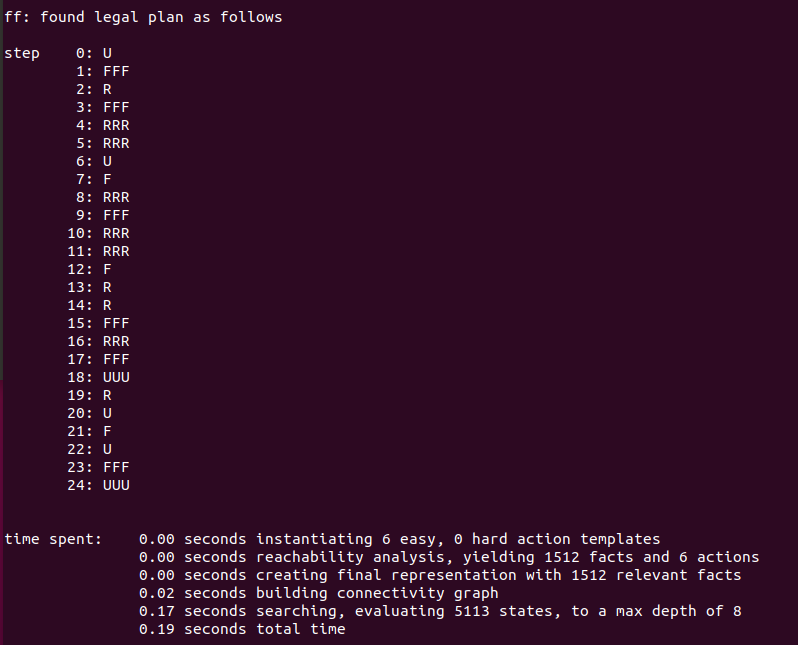 ff: found legal plan as follows
step    0: U
        1: FFF
        2: R
        3: FFF
        4: RRR
        5: RRR
        6: U
        7: F
        8: RRR
        9: FFF
       10: RRR
       11: RRR
       12: F
       13: R
       14: R
       15: FFF
       16: RRR
       17: FFF
       18: UUU
       19: R
       20: U
       21: F
       22: U
       23: FFF
       24: UUU
time spent:    0.00 seconds instantiating 6 easy, 0 hard action templates
               0.00 seconds reachability analysis, yielding 1512 facts and 6 actions
               0.00 seconds creating final representation with 1512 relevant facts
               0.02 seconds building connectivity graph
               0.17 seconds searching, evaluating 5113 states, to a max depth of 8
               0.19 seconds total time